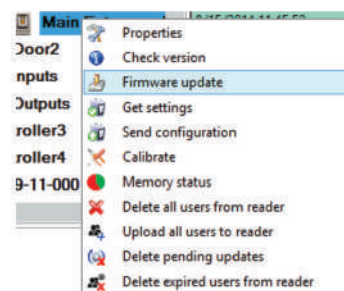 Main
Door2
nputs
Outputs
roller3
roller4
9-11-000
Properties
Check version
Firmware update
Get settings
Send configuration
Calibrate
Memory status
Delete all users from reader
Upload all users to reader
Delete pending updates
Delete expired users from reader